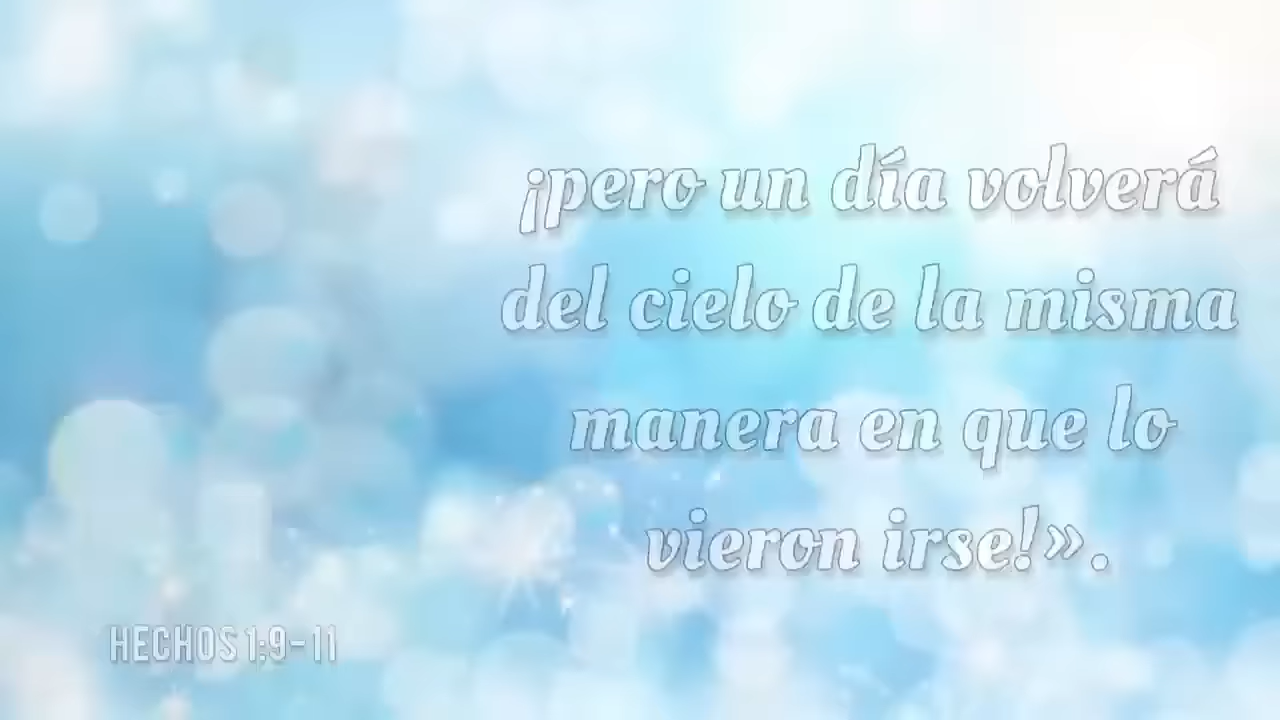 ¡pero un día volverá
del cielo de la misma
manera en que lo
vieron irse!».
HECHOS 1:9-11